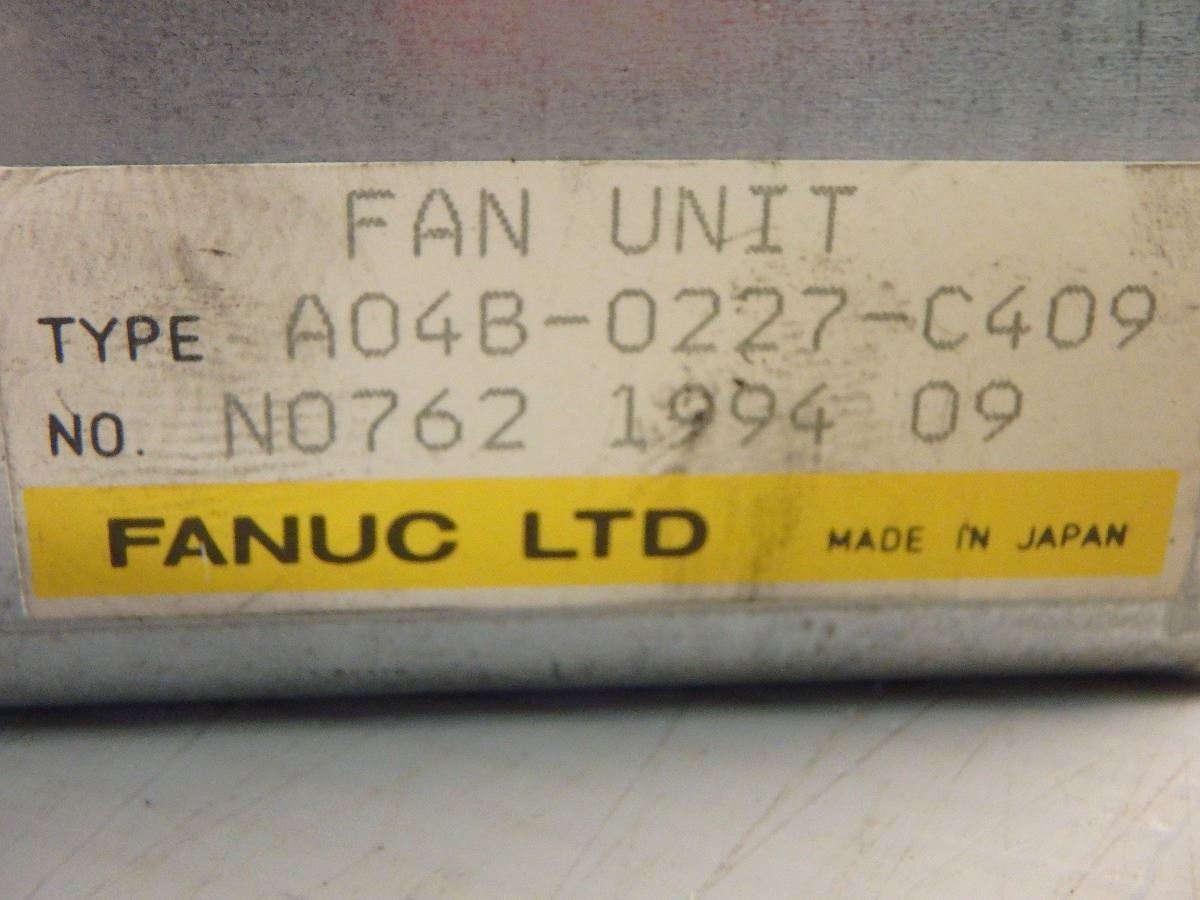 FAN UNIT
TYPE A04B-0227-C409
NO. N0762 1994 09
FANUC LTD MADE IN JAPAN